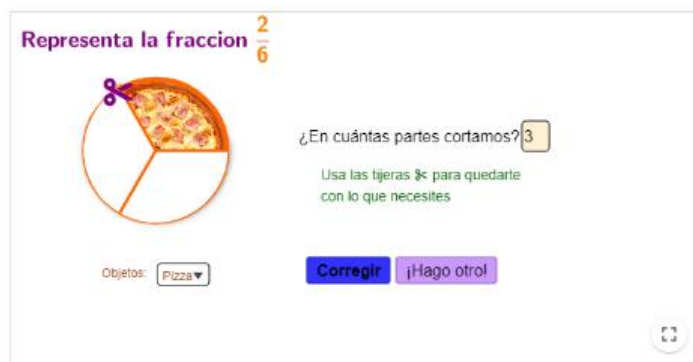 Representa la fraccion 2/6
¿En cuántas partes cortamos? 3
Usa las tijeras ✂ para quedarte
con lo que necesites
Objetos: Pizza▼
Corregir ¡Hago otro!